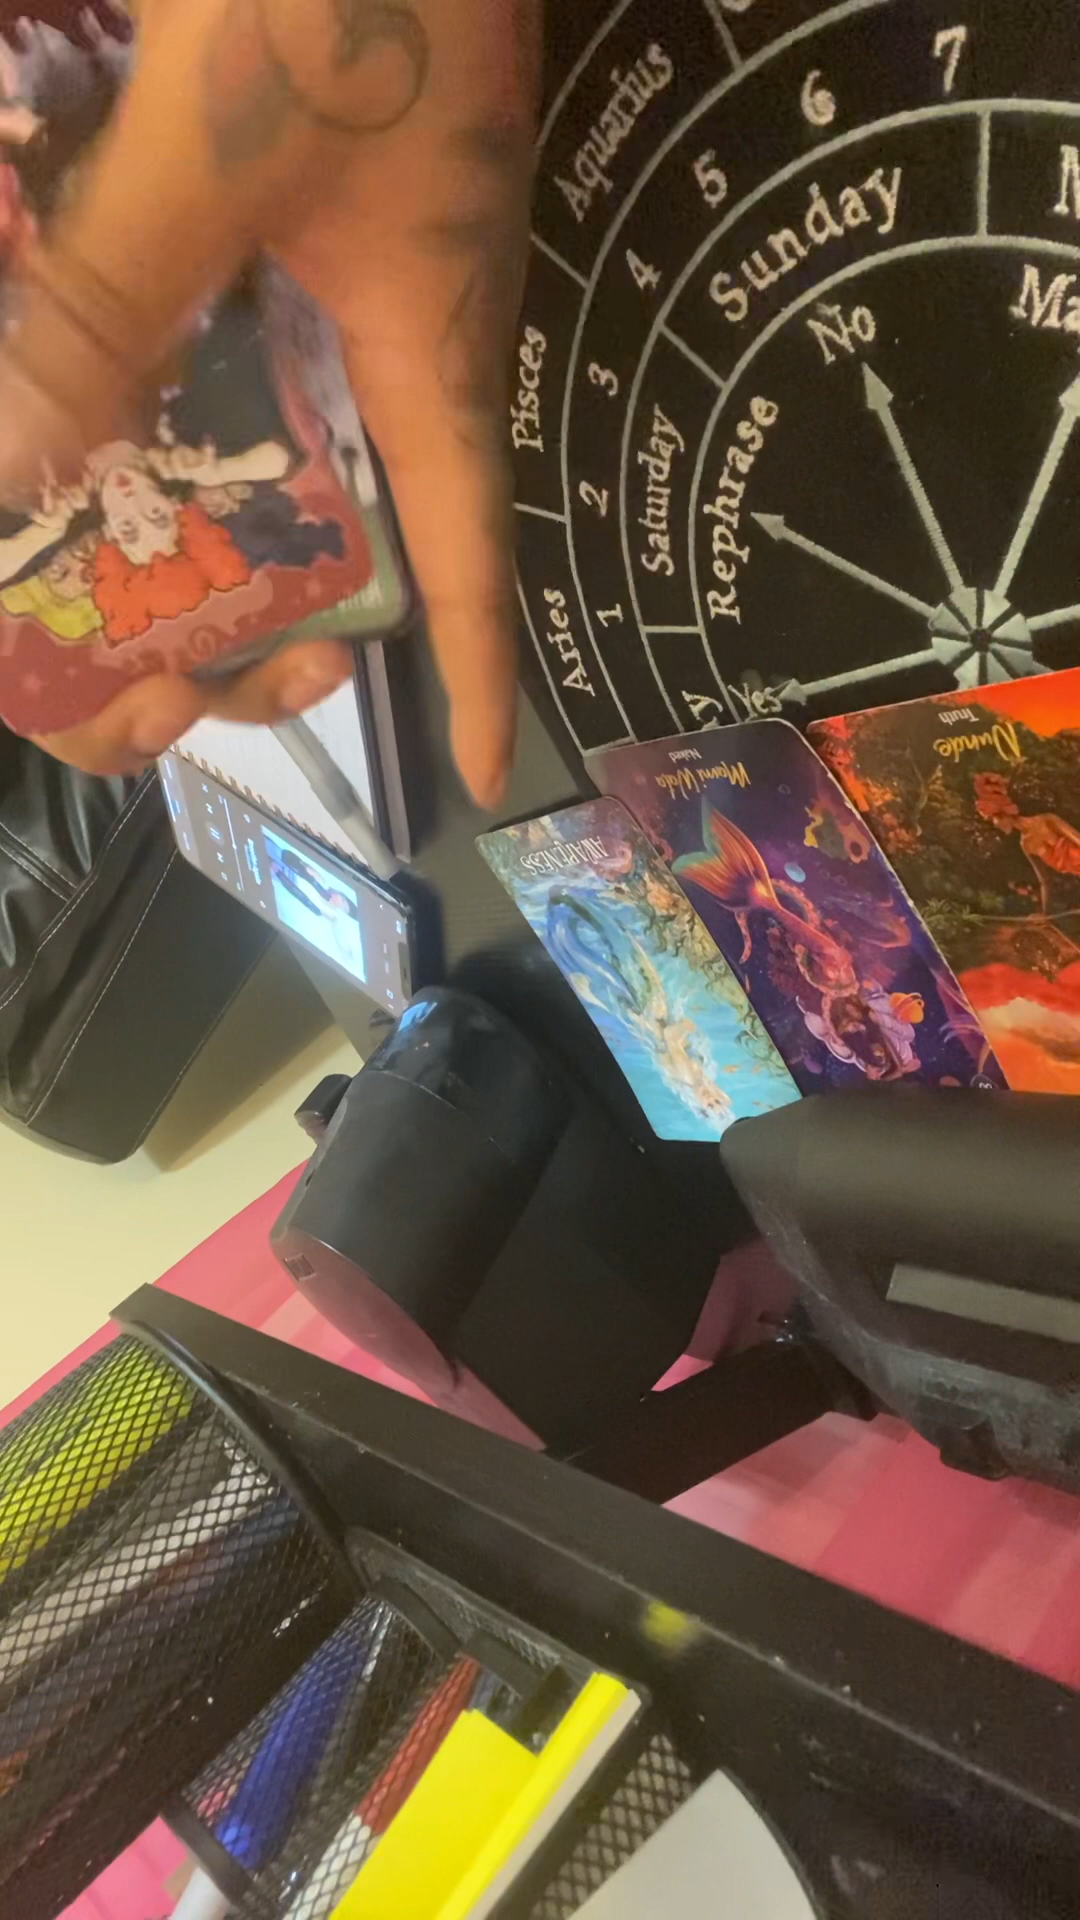 Aquarius
Pisces
Aries
7
6
5
4
3
2
1
Sunday
Saturday
No
Ma
Rephrase
Yes
Nunde
Truth
Mami Wata
Naked
AWARENESS